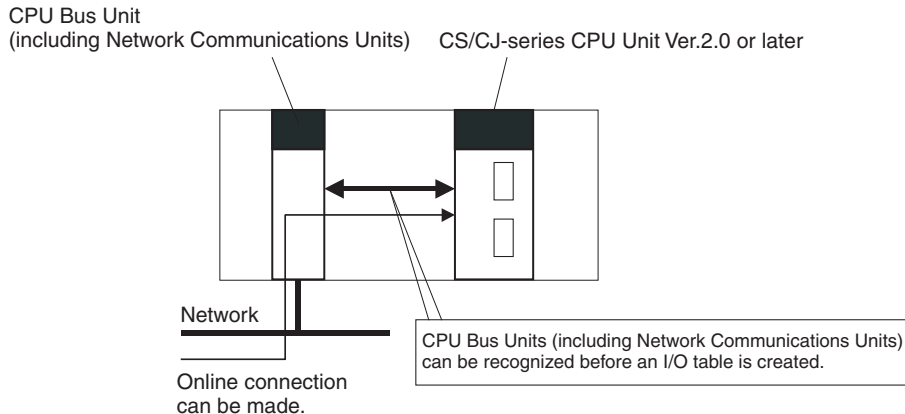 CPU Bus Unit
(including Network Communications Units)
CS/CJ-series CPU Unit Ver.2.0 or later
Network
CPU Bus Units (including Network Communications Units)
can be recognized before an I/O table is created.
Online connection
can be made.